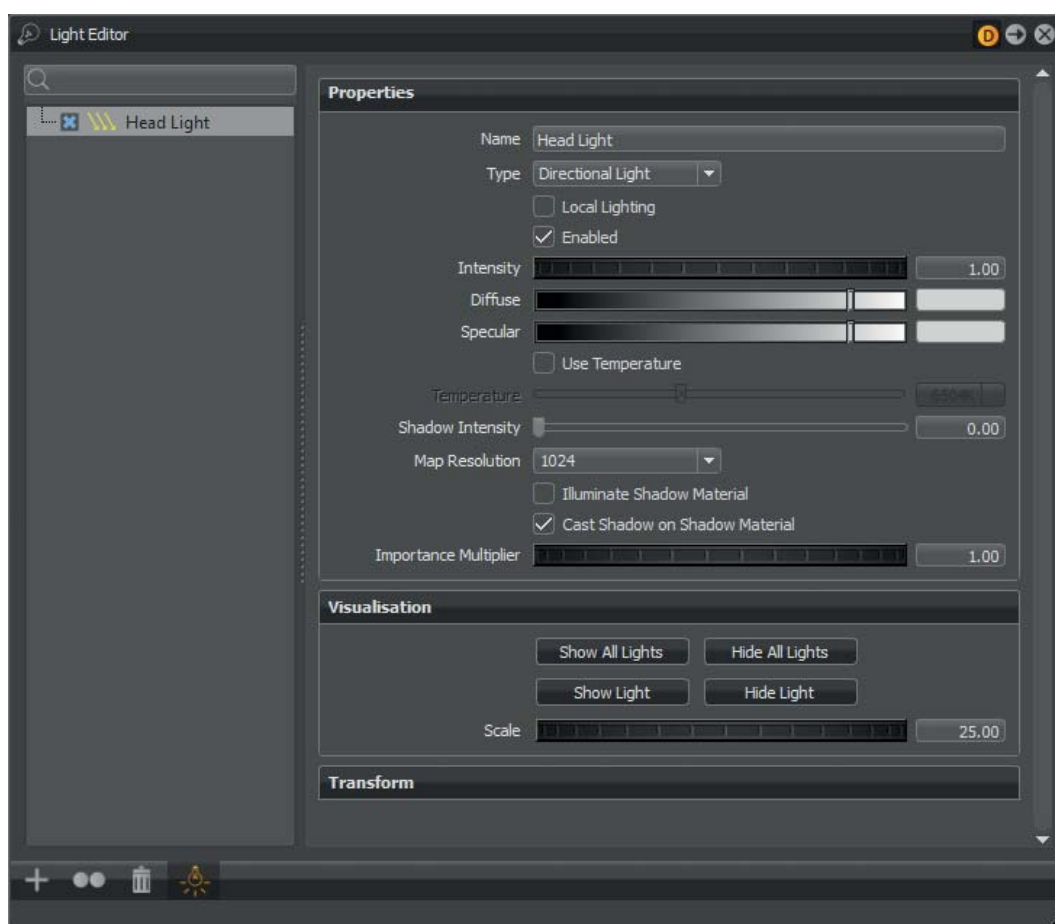 Light Editor
D
Head Light
Properties
Name Head Light
Type Directional Light
Local Lighting
Enabled
Intensity 1.00
Diffuse
Specular
Use Temperature
Temperature 6504K
Shadow Intensity 0.00
Map Resolution 1024
Illuminate Shadow Material
Cast Shadow on Shadow Material
Importance Multiplier 1.00
Visualisation
Show All Lights Hide All Lights
Show Light Hide Light
Scale 25.00
Transform